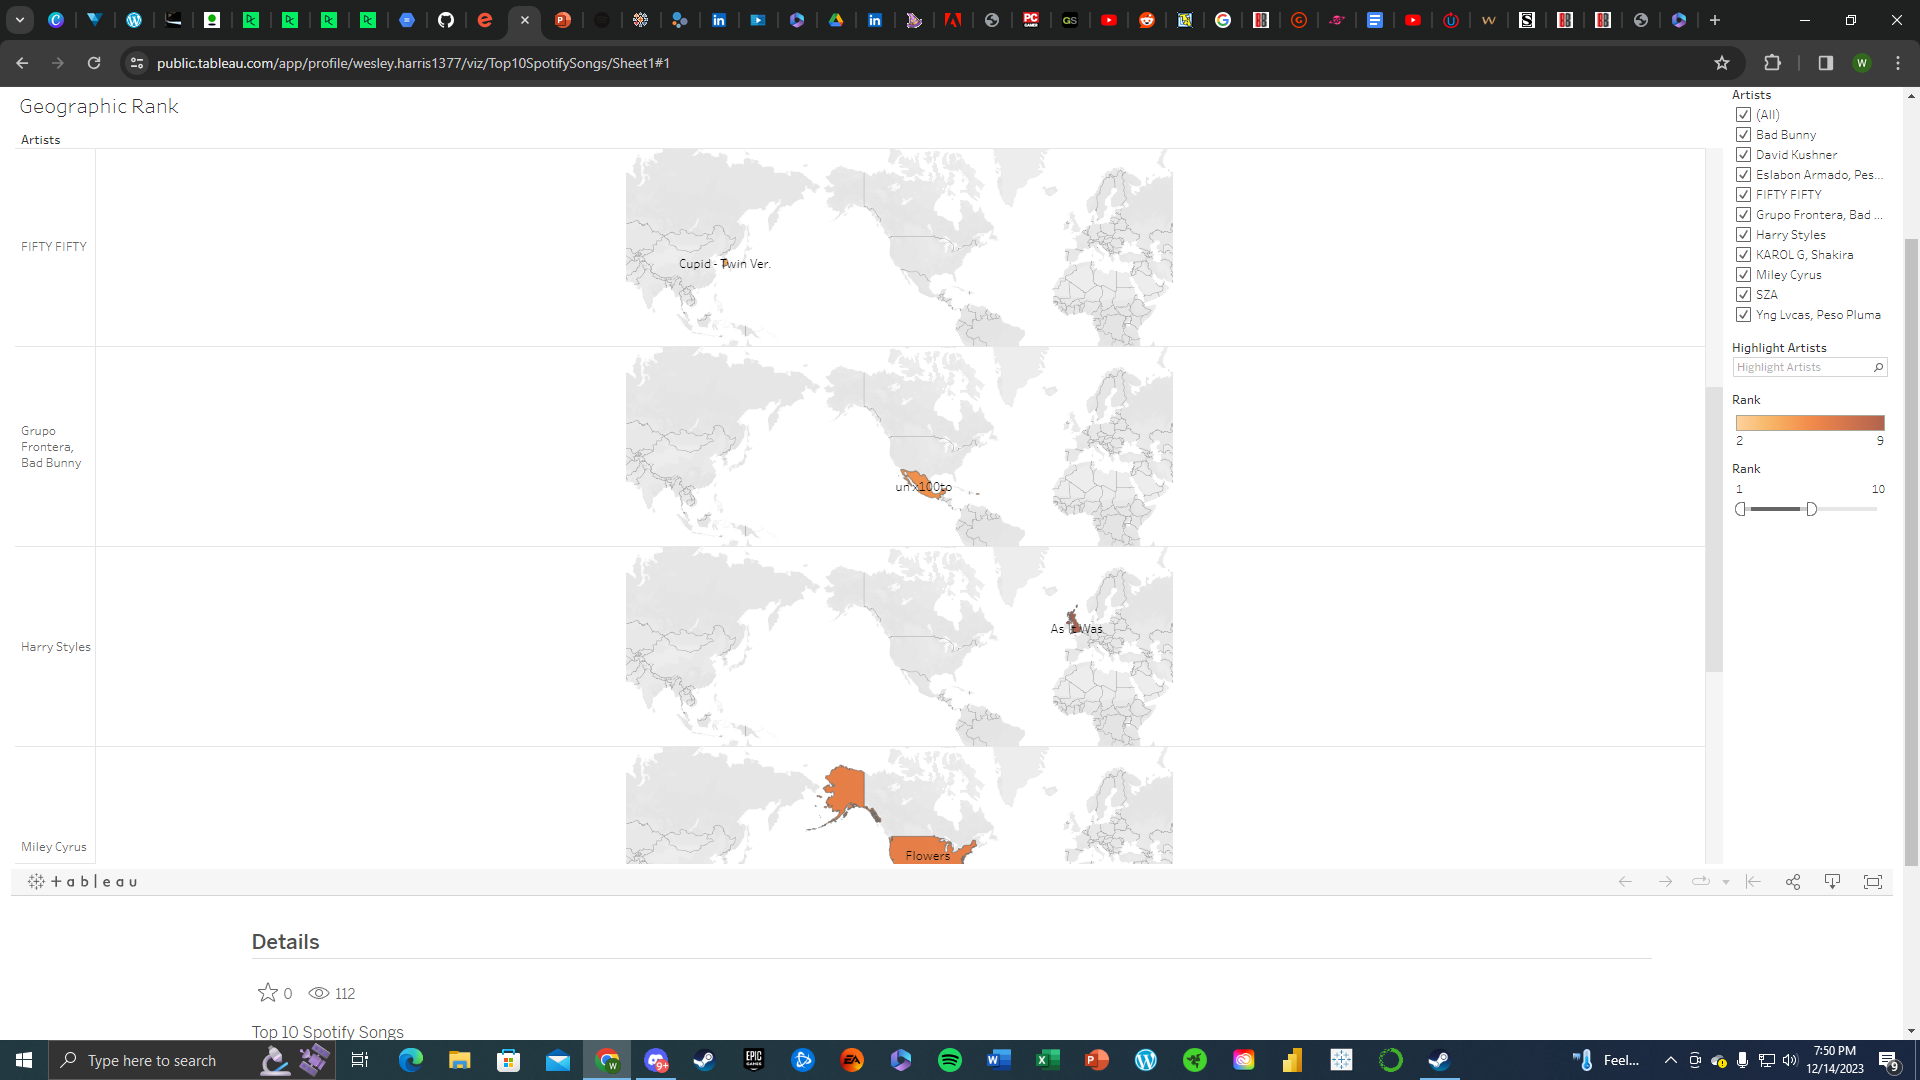 public.tableau.com/app/profile/wesley.harris1377/viz/Top10SpotifySongs/Sheet1#1
W
Geographic Rank
Artists
FIFTY FIFTY
Cupid - Twin Ver.
Grupo
Frontera,
Bad Bunny
un x100to
Harry Styles
As It Was
Miley Cyrus
Flowers
Artists
(All)
Bad Bunny
David Kushner
Eslabon Armado, Pes...
FIFTY FIFTY
Grupo Frontera, Bad ...
Harry Styles
KAROL G, Shakira
Miley Cyrus
SZA
Yng Lvcas, Peso Pluma
Highlight Artists
Highlight Artists
Rank
2 9
Rank
1 10
+ableau
Details
0 112
Top 10 Spotify Songs
Type here to search
Feel...
7:50 PM
12/14/2023
9